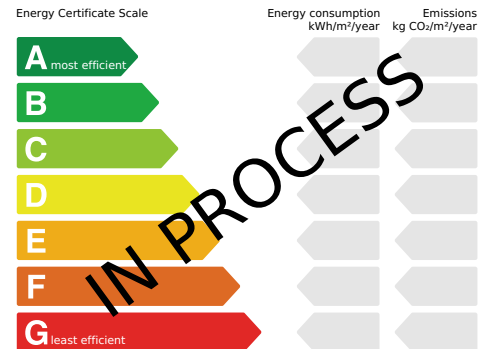 Energy Certificate Scale
Energy consumption
kWh/m²/year
Emissions
kg CO₂/m²/year
A most efficient
B
C
D
E
F
G least efficient
IN PROCESS